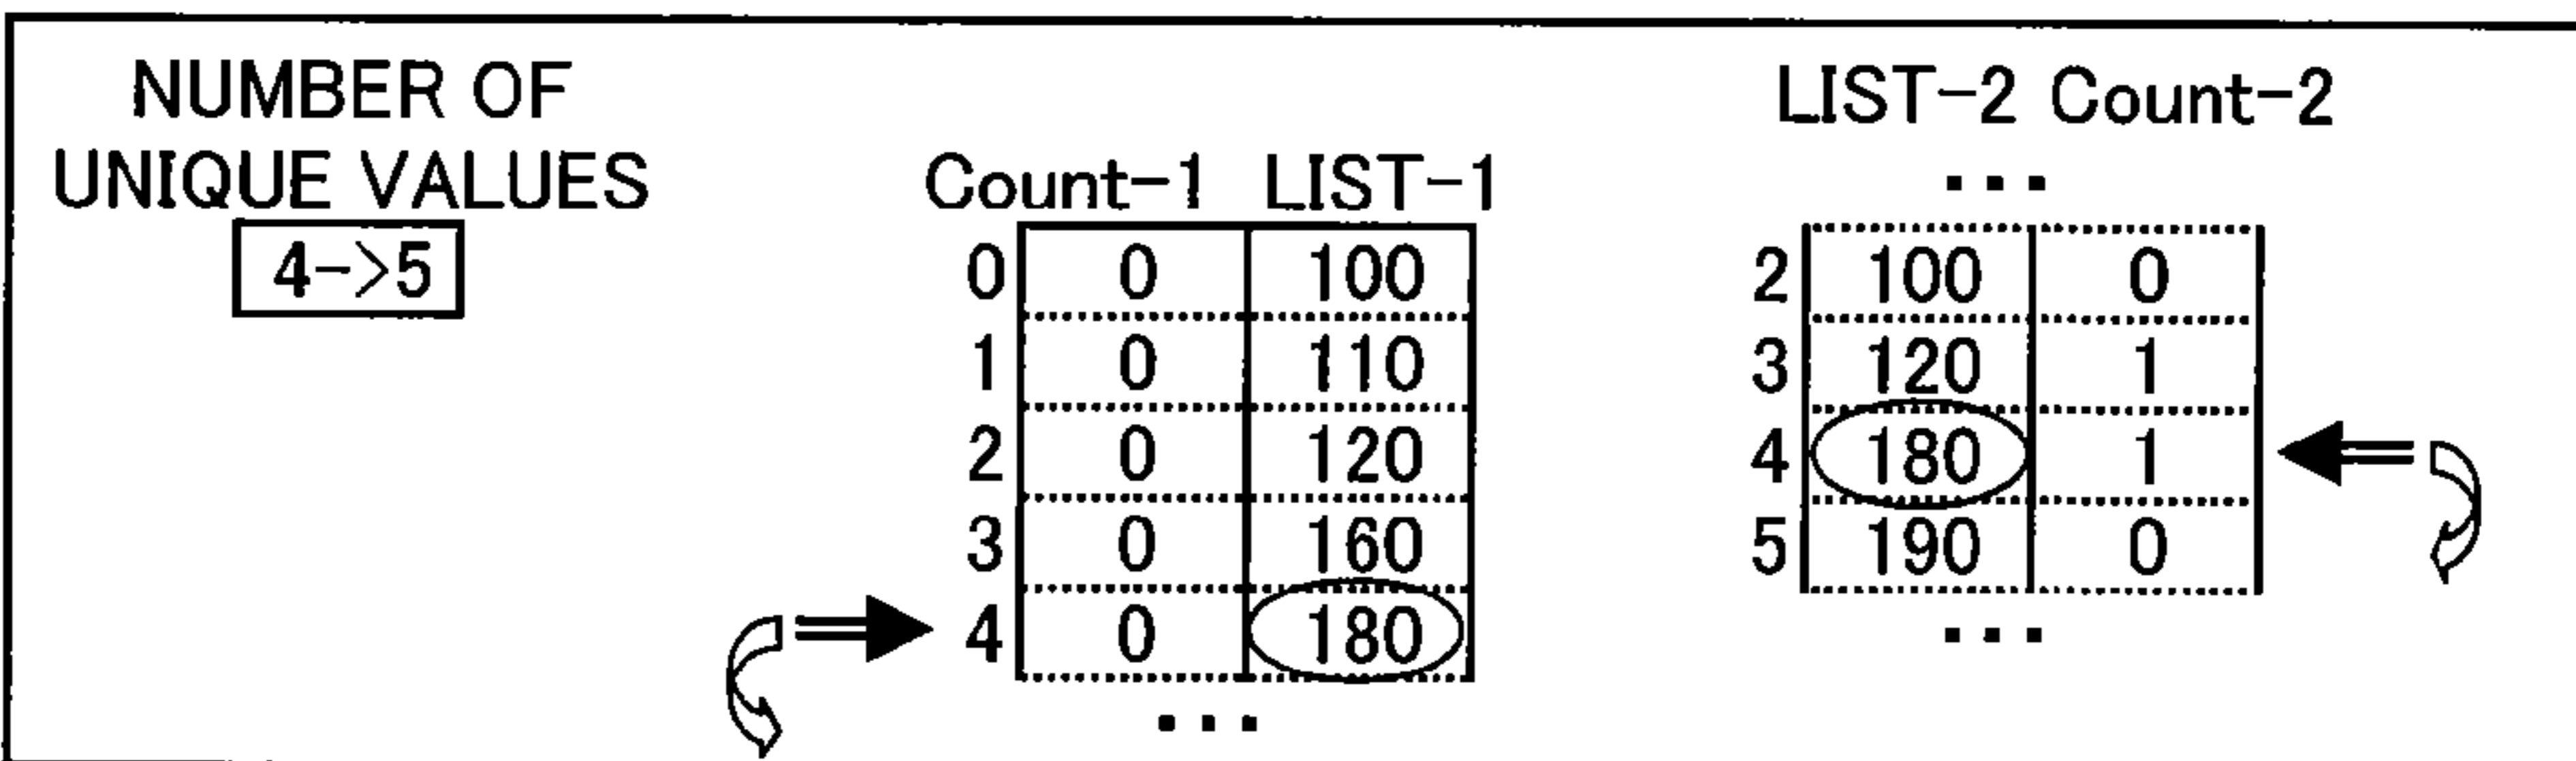 NUMBER OF
UNIQUE VALUES
4->5
Count-1 LIST-1
0 0 100
1 0 110
2 0 120
3 0 160
4 0 180
...
LIST-2 Count-2
...
2 100 0
3 120 1
4 180 1
5 190 0
...